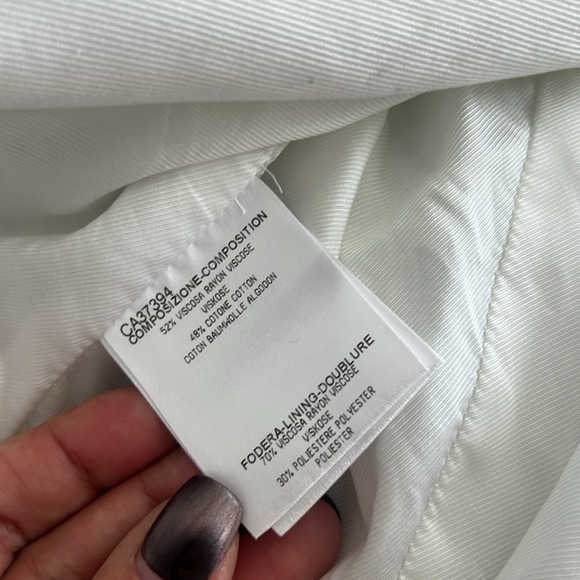 CA37394
COMPOSIZIONE-COMPOSITION
52% VISCOSA RAYON VISCOSE
VISKOSE
48% COTONE COTTON
COTON BAUMWOLLE ALGODON
FODERA-LINING-DOUBLURE
70% VISCOSA RAYON VISCOSE
VISKOSE
30% POLIESTERE POLYESTER
POLIESTER